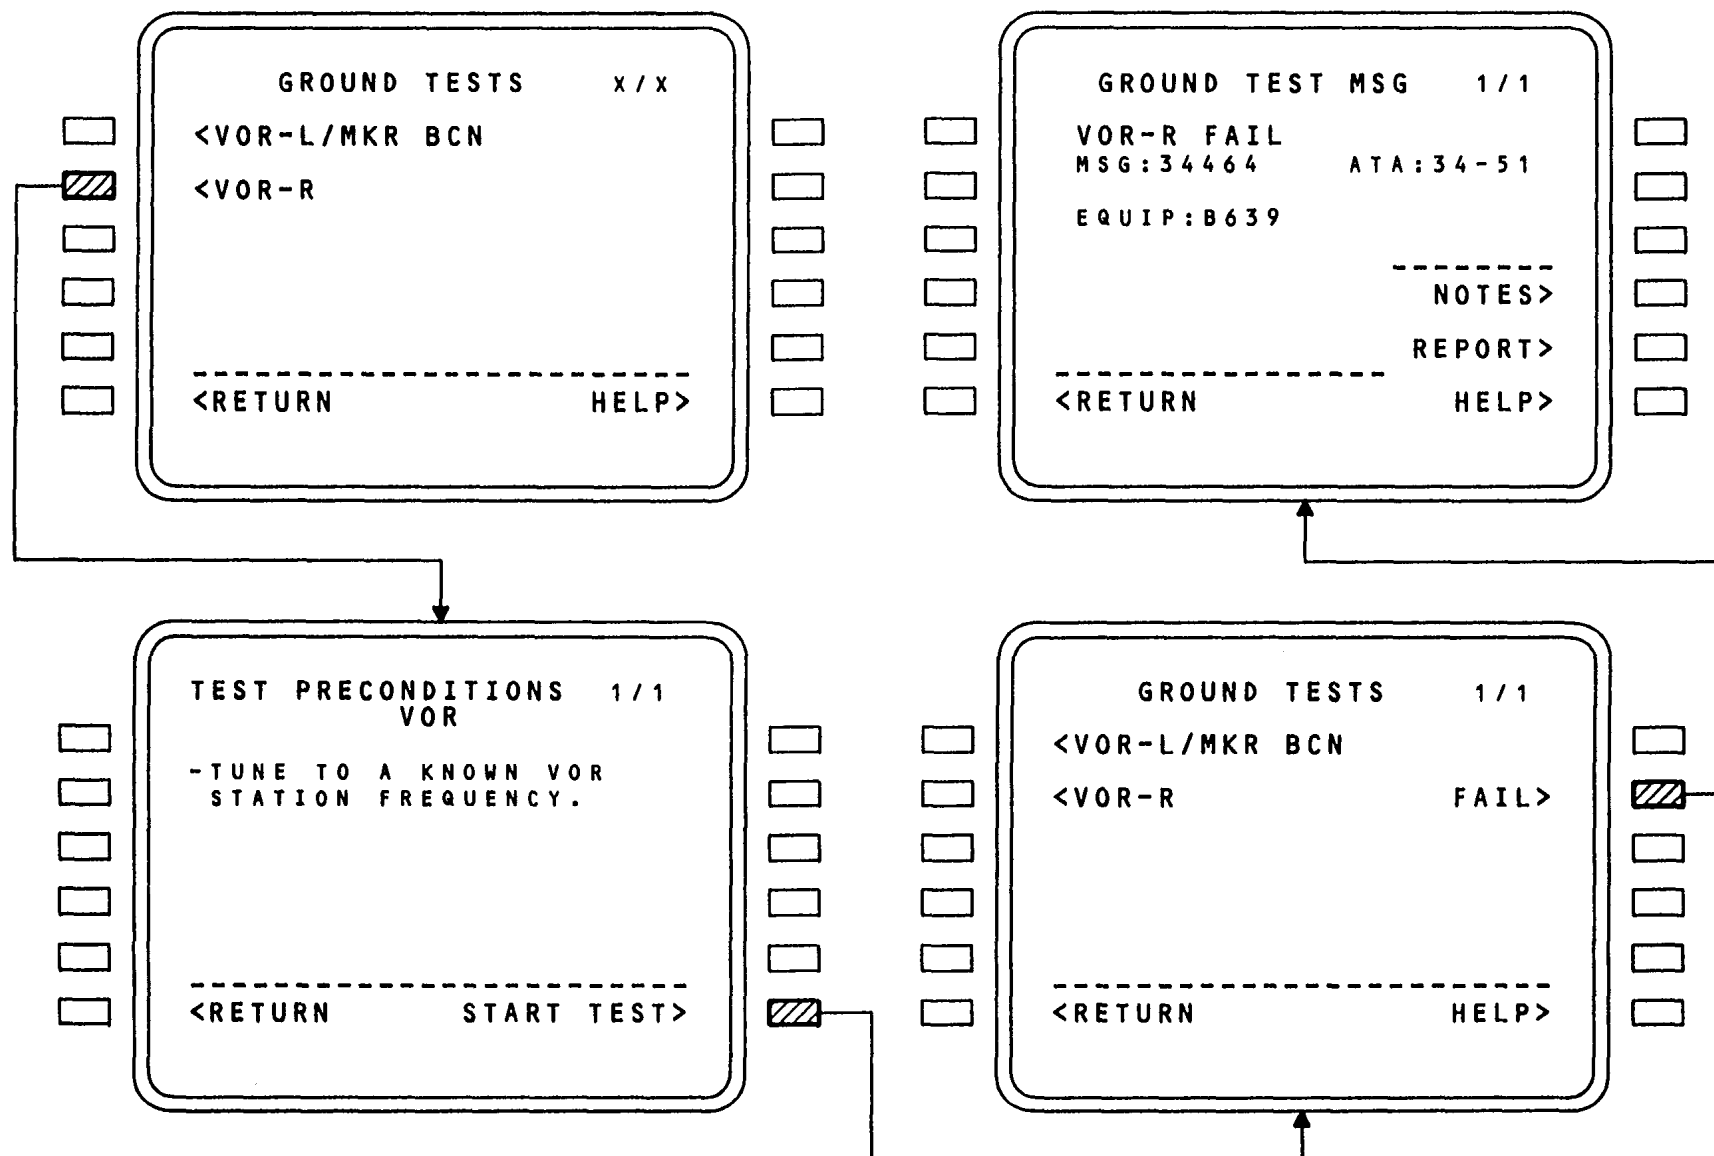 GROUND TESTS X/X
<VOR-L/MKR BCN
<VOR-R
<RETURN HELP>
GROUND TEST MSG 1/1
VOR-R FAIL
MSG:34464 ATA:34-51
EQUIP:B639
NOTES>
REPORT>
<RETURN HELP>
TEST PRECONDITIONS 1/1
VOR
-TUNE TO A KNOWN VOR
STATION FREQUENCY.
<RETURN START TEST>
GROUND TESTS 1/1
<VOR-L/MKR BCN
<VOR-R FAIL>
<RETURN HELP>